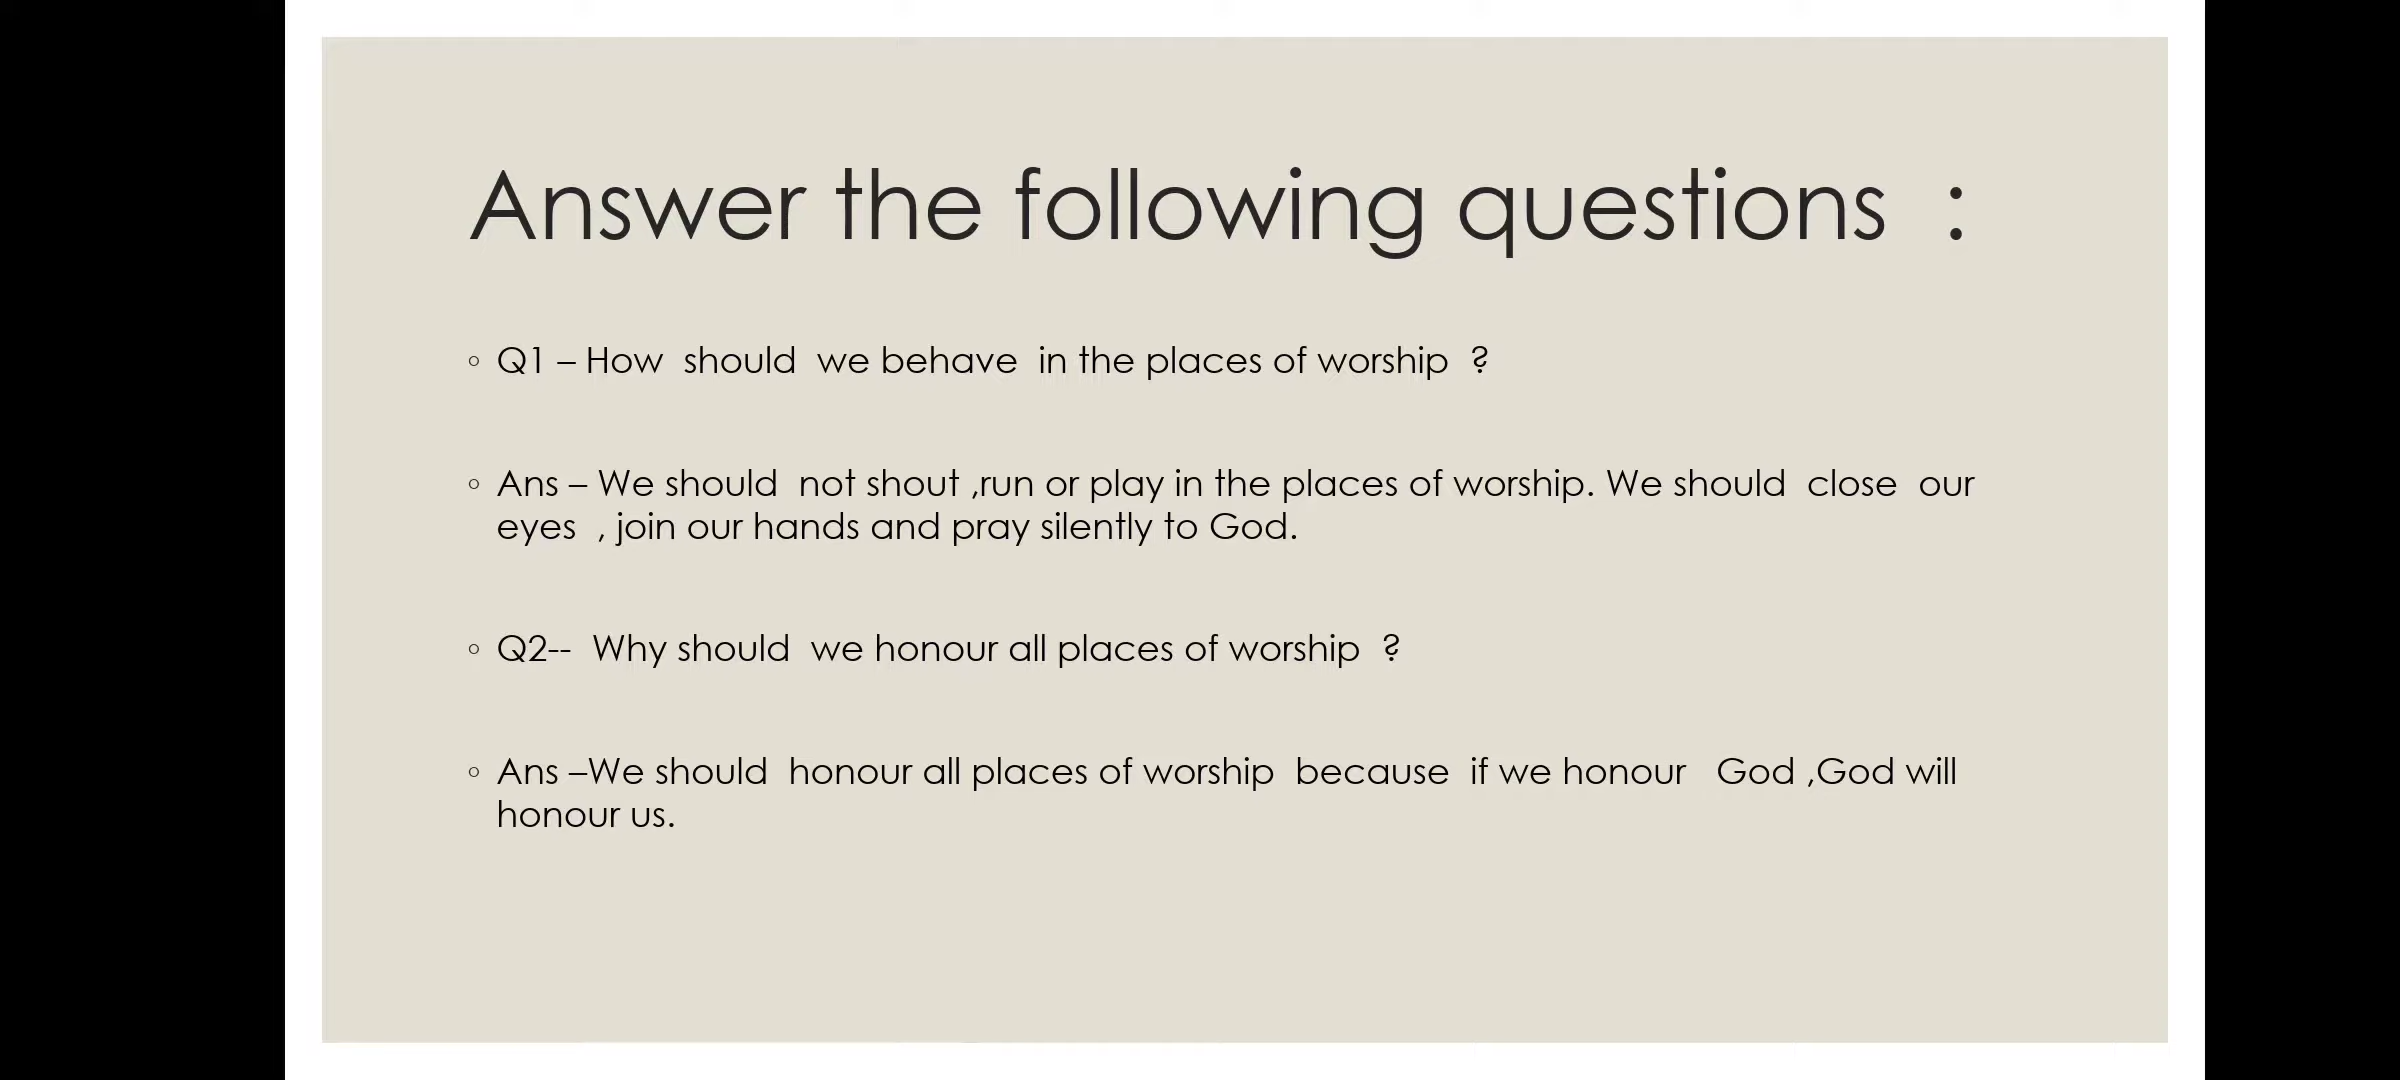 Answer the following questions  :
◦ Q1 – How  should  we behave  in the places of worship  ?
◦ Ans – We should  not shout ,run or play in the places of worship. We should  close  our
eyes  , join our hands and pray silently to God.
◦ Q2--  Why should  we honour all places of worship  ?
◦ Ans –We should  honour all places of worship  because  if we honour   God ,God will
honour us.